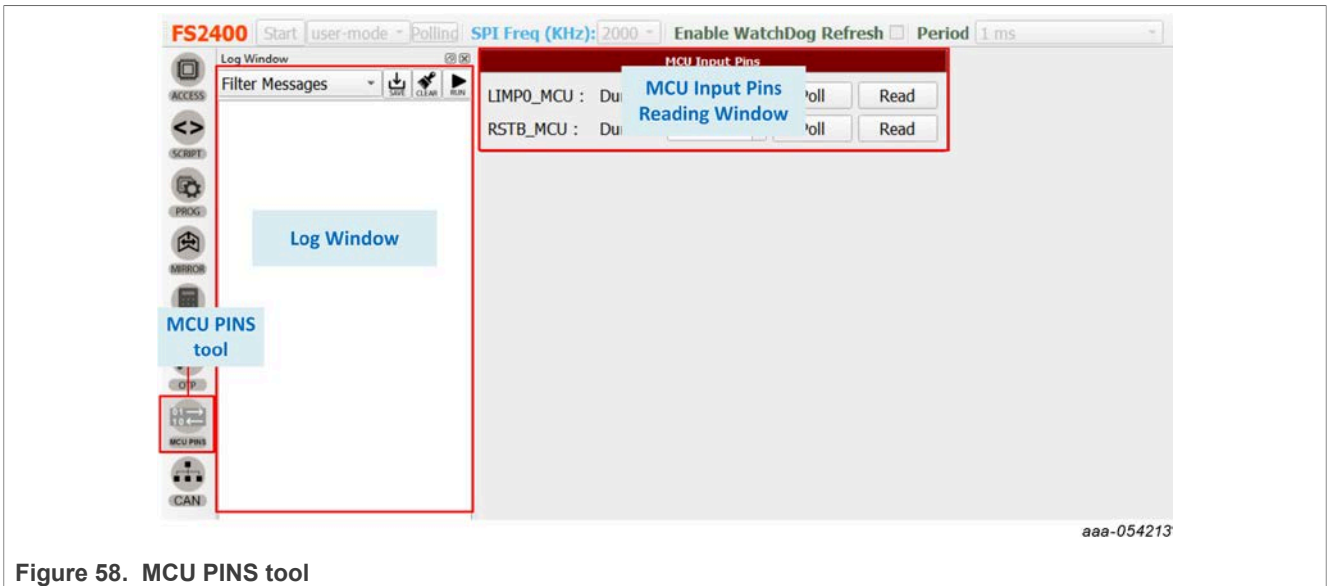 FS2400 Start user-mode Polling SPI Freq (KHz): 2000 Enable WatchDog Refresh Period 1 ms
Log Window
MCU Input Pins
Filter Messages
SAVE CLEAR RUN
ACCESS
LIMP0_MCU : Poll Read
MCU Input Pins
Reading Window
RSTB_MCU : Poll Read
SCRIPT
PROG
Log Window
MIRROR
MCU PINS
tool
OTP
MCU PINS
CAN
aaa-054213
Figure 58. MCU PINS tool